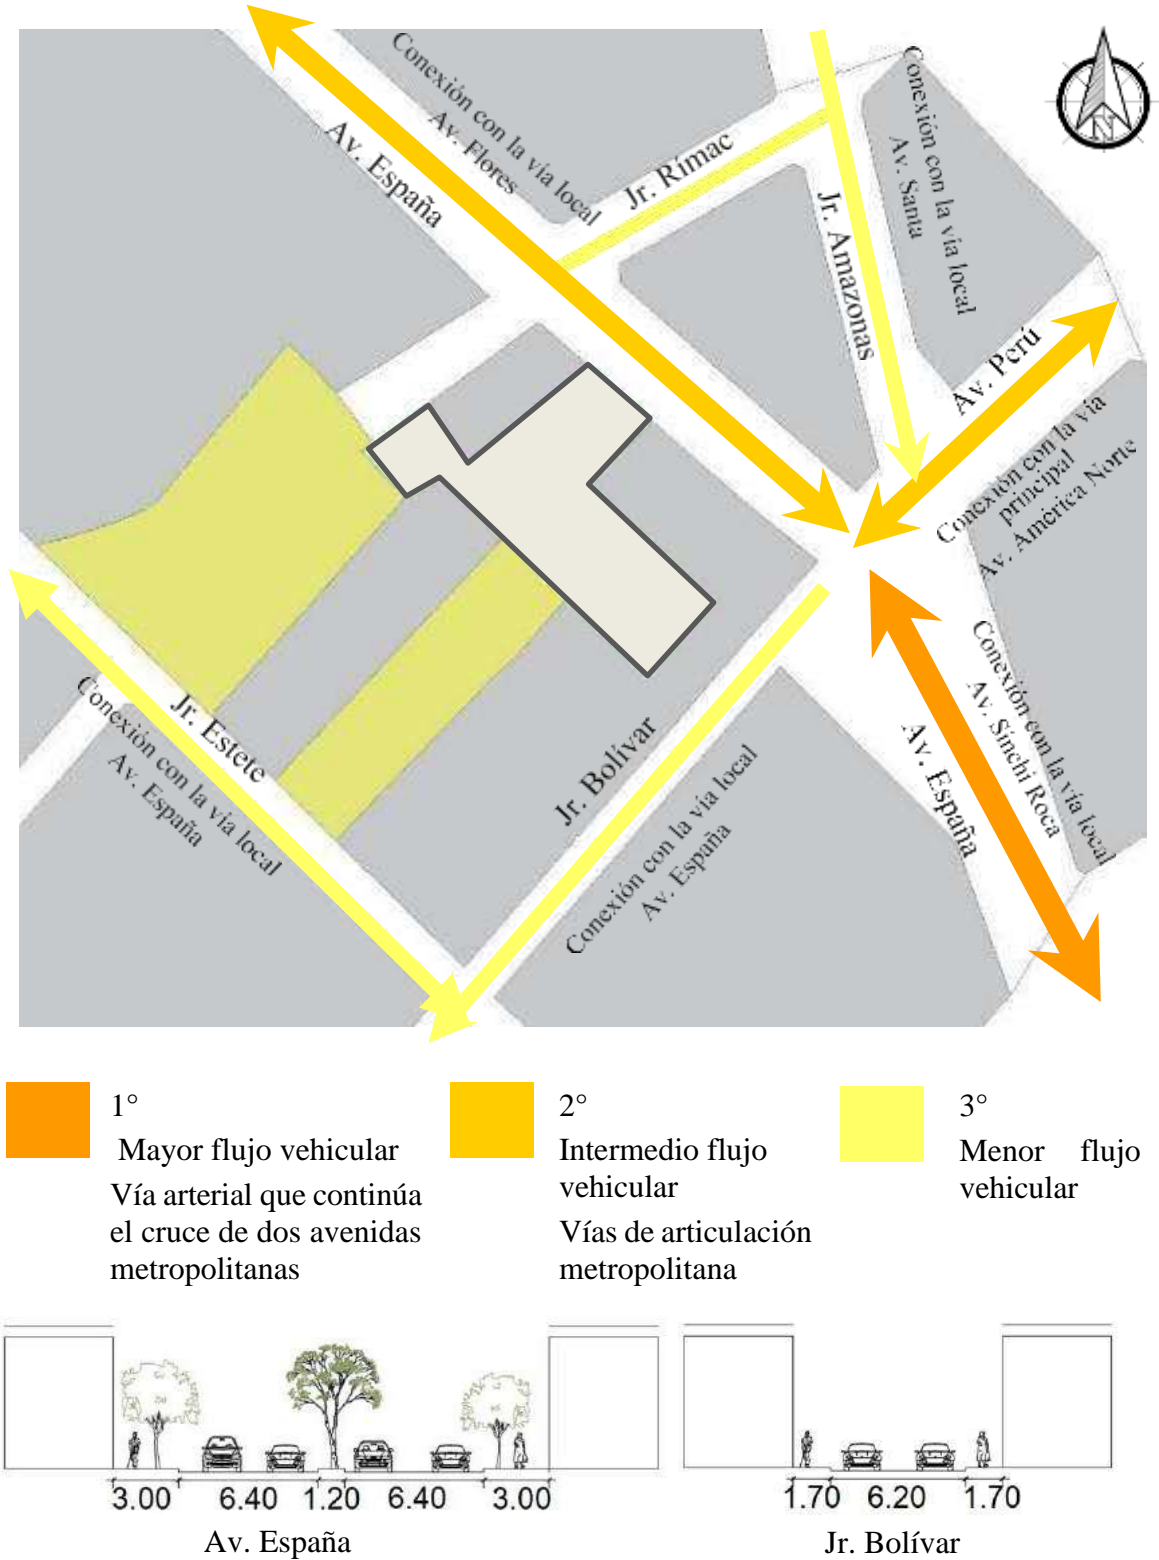 Conexión con la vía local
Av. Flores
Av. España
Jr. Rímac
Conexión con la vía local
Av. Santa
Jr. Amazonas
N
Av. Perú
Conexión con la vía
principal
Av. América Norte
Conexión con la vía local
Av. Sinchi Roca
Av. España
Jr. Estete
Conexión con la vía local
Av. España
Jr. Bolívar
Conexión con la vía local
Av. España
1°
Mayor flujo vehicular
Vía arterial que continúa
el cruce de dos avenidas
metropolitanas
2°
Intermedio flujo
vehicular
Vías de articulación
metropolitana
3°
Menor flujo
vehicular
3.00 6.40 1.20 6.40 3.00
Av. España
1.70 6.20 1.70
Jr. Bolívar